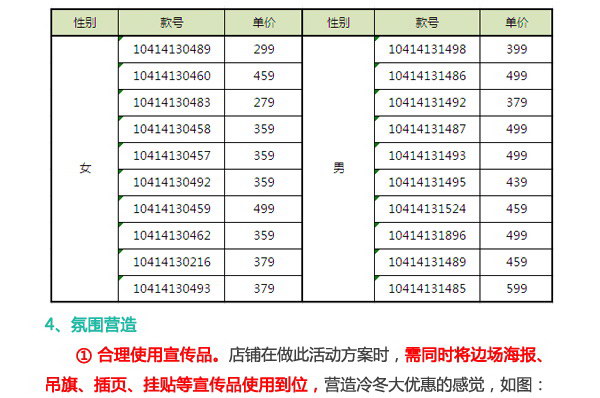 性别 款号 单价 性别 款号 单价
10414130489 299 10414131498 399
10414130460 459 10414131486 499
10414130483 279 10414131492 379
10414130458 359 10414131487 499
10414130457 359 10414131493 499
女 男
10414130492 359 10414131495 439
10414130459 499 10414131524 459
10414130462 359 10414131896 499
10414130216 379 10414131489 459
10414130493 379 10414131485 599
4、氛围营造
① 合理使用宣传品。店铺在做此活动方案时，需同时将边场海报、
吊旗、插页、挂贴等宣传品使用到位，营造冷冬大优惠的感觉，如图：